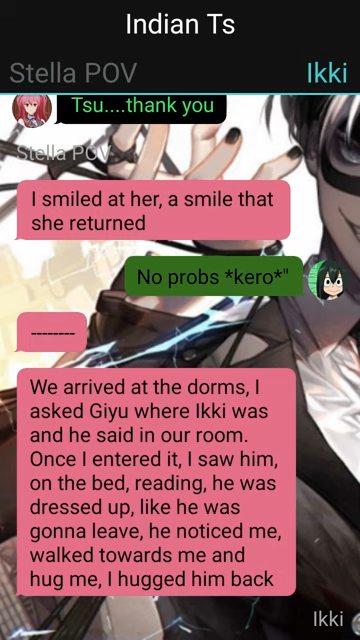 Indian Ts
Stella POV
Ikki
Tsu....thank you
Stella POV
I smiled at her, a smile that
she returned
No probs *kero*"
--------
We arrived at the dorms, I
asked Giyu where Ikki was
and he said in our room.
Once I entered it, I saw him,
on the bed, reading, he was
dressed up, like he was
gonna leave, he noticed me,
walked towards me and
hug me, I hugged him back
Ikki